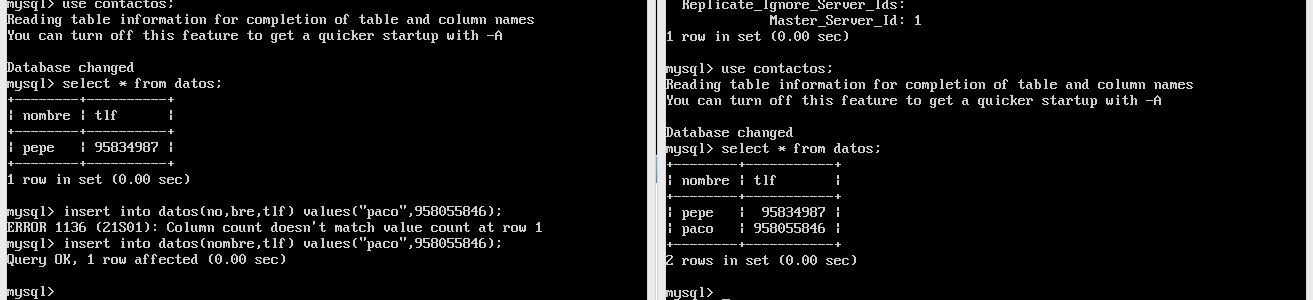 mysql> use contactos;
Reading table information for completion of table and column names
You can turn off this feature to get a quicker startup with -A

Database changed
mysql> select * from datos;
+--------+----------+
| nombre | tlf      |
+--------+----------+
| pepe   | 95834987 |
+--------+----------+
1 row in set (0.00 sec)

mysql> insert into datos(no,bre,tlf) values("paco",958055846);
ERROR 1136 (21S01): Column count doesn't match value count at row 1
mysql> insert into datos(nombre,tlf) values("paco",958055846);
Query OK, 1 row affected (0.00 sec)

mysql>
Replicate_Ignore_Server_Ids:
Master_Server_Id: 1
1 row in set (0.00 sec)

mysql> use contactos;
Reading table information for completion of table and column names
You can turn off this feature to get a quicker startup with -A

Database changed
mysql> select * from datos;
+--------+-----------+
| nombre | tlf       |
+--------+-----------+
| pepe   |  95834987 |
| paco   | 958055846 |
+--------+-----------+
2 rows in set (0.00 sec)

mysql> _